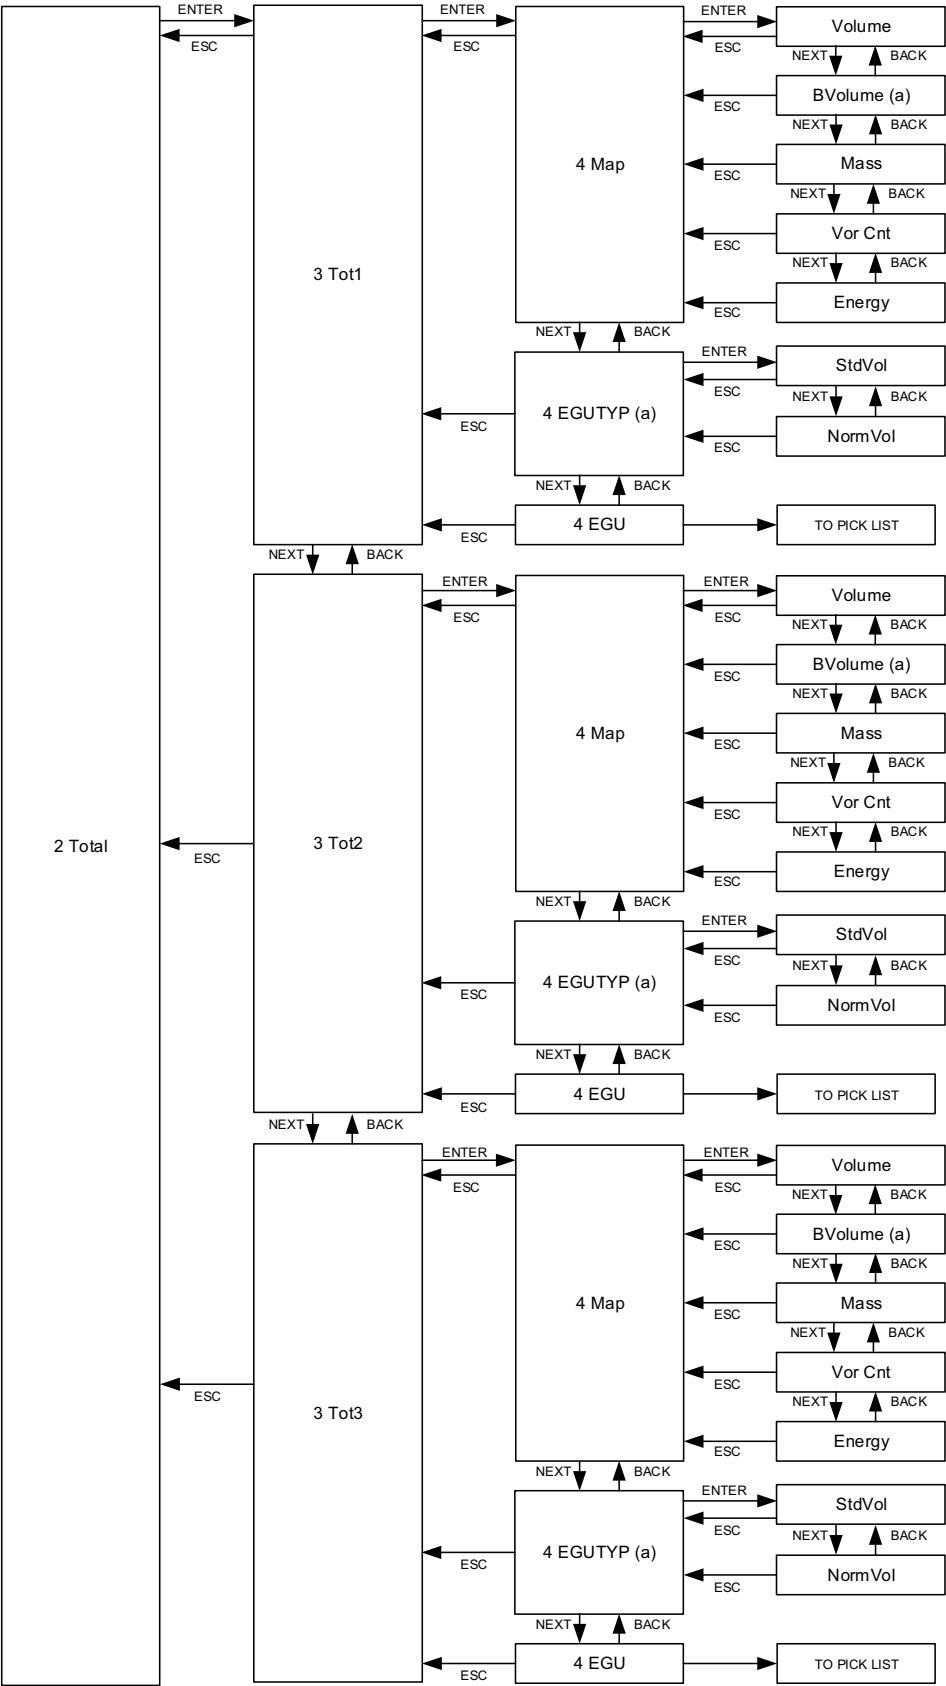 ENTER ENTER ENTER Volume
ESC ESC ESC
NEXT BACK
BVolume (a)
ESC
NEXT BACK
4 Map Mass
ESC
NEXT BACK
Vor Cnt
ESC
3 Tot1
NEXT BACK
Energy
ESC
NEXT BACK
ENTER StdVol
ESC
NEXT BACK
4 EGUTYP (a)
ESC
NormVol
ESC
NEXT BACK
4 EGU TO PICK LIST
ESC
NEXT BACK
ENTER ENTER Volume
ESC ESC
NEXT BACK
BVolume (a)
ESC
NEXT BACK
4 Map Mass
ESC
NEXT BACK
Vor Cnt
ESC
NEXT BACK
2 Total 3 Tot2
ESC
Energy
ESC
NEXT BACK
ENTER StdVol
ESC
NEXT BACK
4 EGUTYP (a)
ESC
NormVol
ESC
NEXT BACK
4 EGU TO PICK LIST
ESC
NEXT BACK
ENTER ENTER Volume
ESC ESC
NEXT BACK
BVolume (a)
ESC
NEXT BACK
4 Map Mass
ESC
NEXT BACK
Vor Cnt
ESC
ESC
NEXT BACK
3 Tot3
Energy
ESC
NEXT BACK
ENTER StdVol
ESC
NEXT BACK
4 EGUTYP (a)
ESC
NormVol
ESC
NEXT BACK
4 EGU TO PICK LIST
ESC